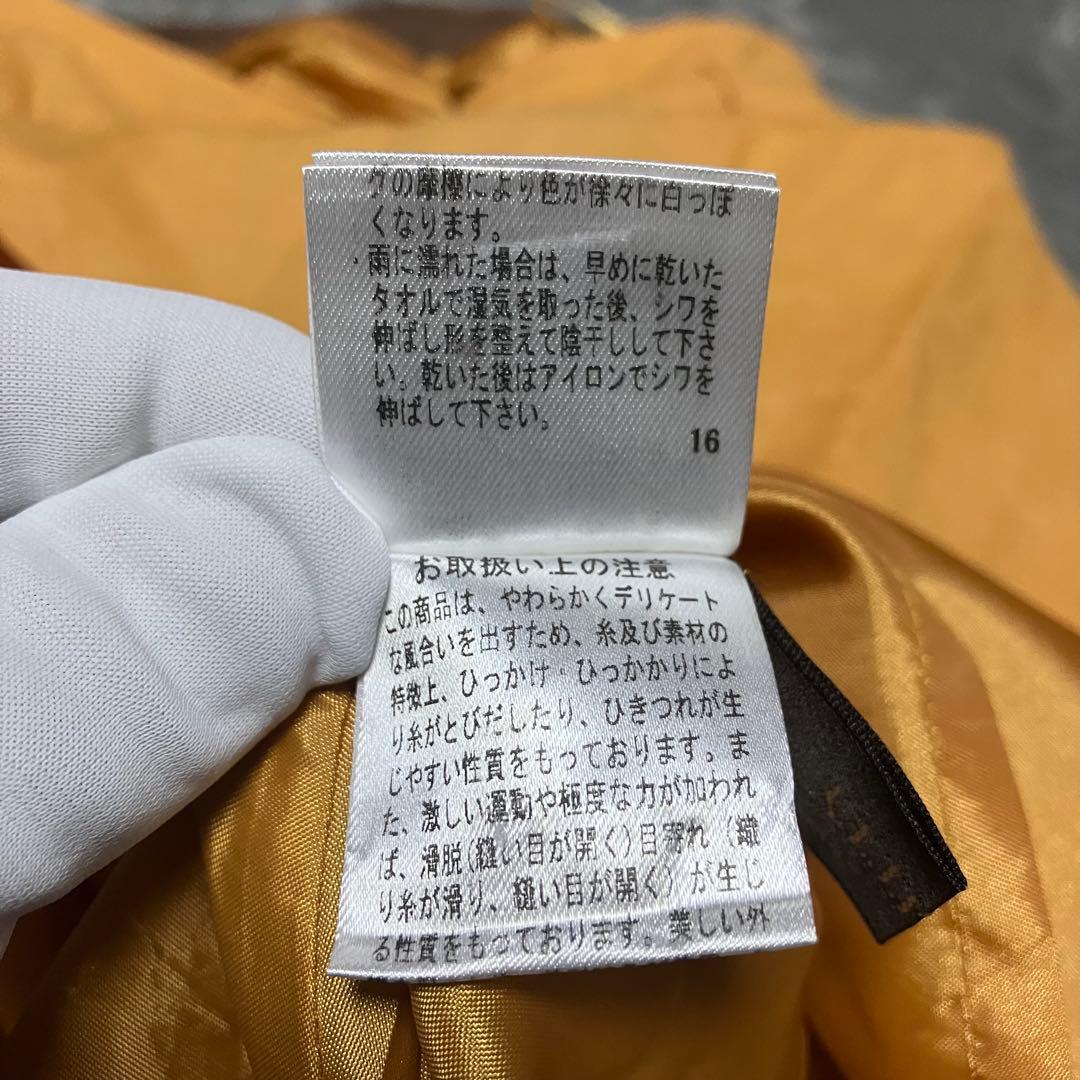 グの摩擦により色が徐々に白っぽ
くなります。
・雨に濡れた場合は、早めに乾いた
タオルで湿気を取った後、シワを
伸ばし形を整えて陰干しして下さ
い。乾いた後はアイロンでシワを
伸ばして下さい。
16
お取扱い上の注意
この商品は、やわらかくデリケート
な風合いを出すため、糸及び素材の
特徴上、ひっかけ・ひっかかりによ
り糸がとびだしたり、ひきつれが生
じやすい性質をもっております。ま
た、激しい運動や極度な力が加われ
ば、滑脱(縫い目が開く)目寄れ(織
り糸が滑り、縫い目が開く)が生じ
る性質をもっております。美しい外